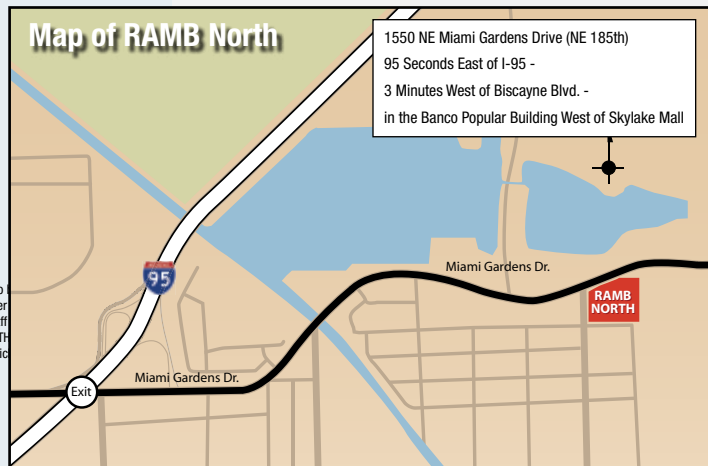 Map of RAMB North
1550 NE Miami Gardens Drive (NE 185th)
95 Seconds East of I-95 -
3 Minutes West of Biscayne Blvd. -
in the Banco Popular Building West of Skylake Mall
95
Miami Gardens Dr.
RAMB
NORTH
Miami Gardens Dr.
Exit